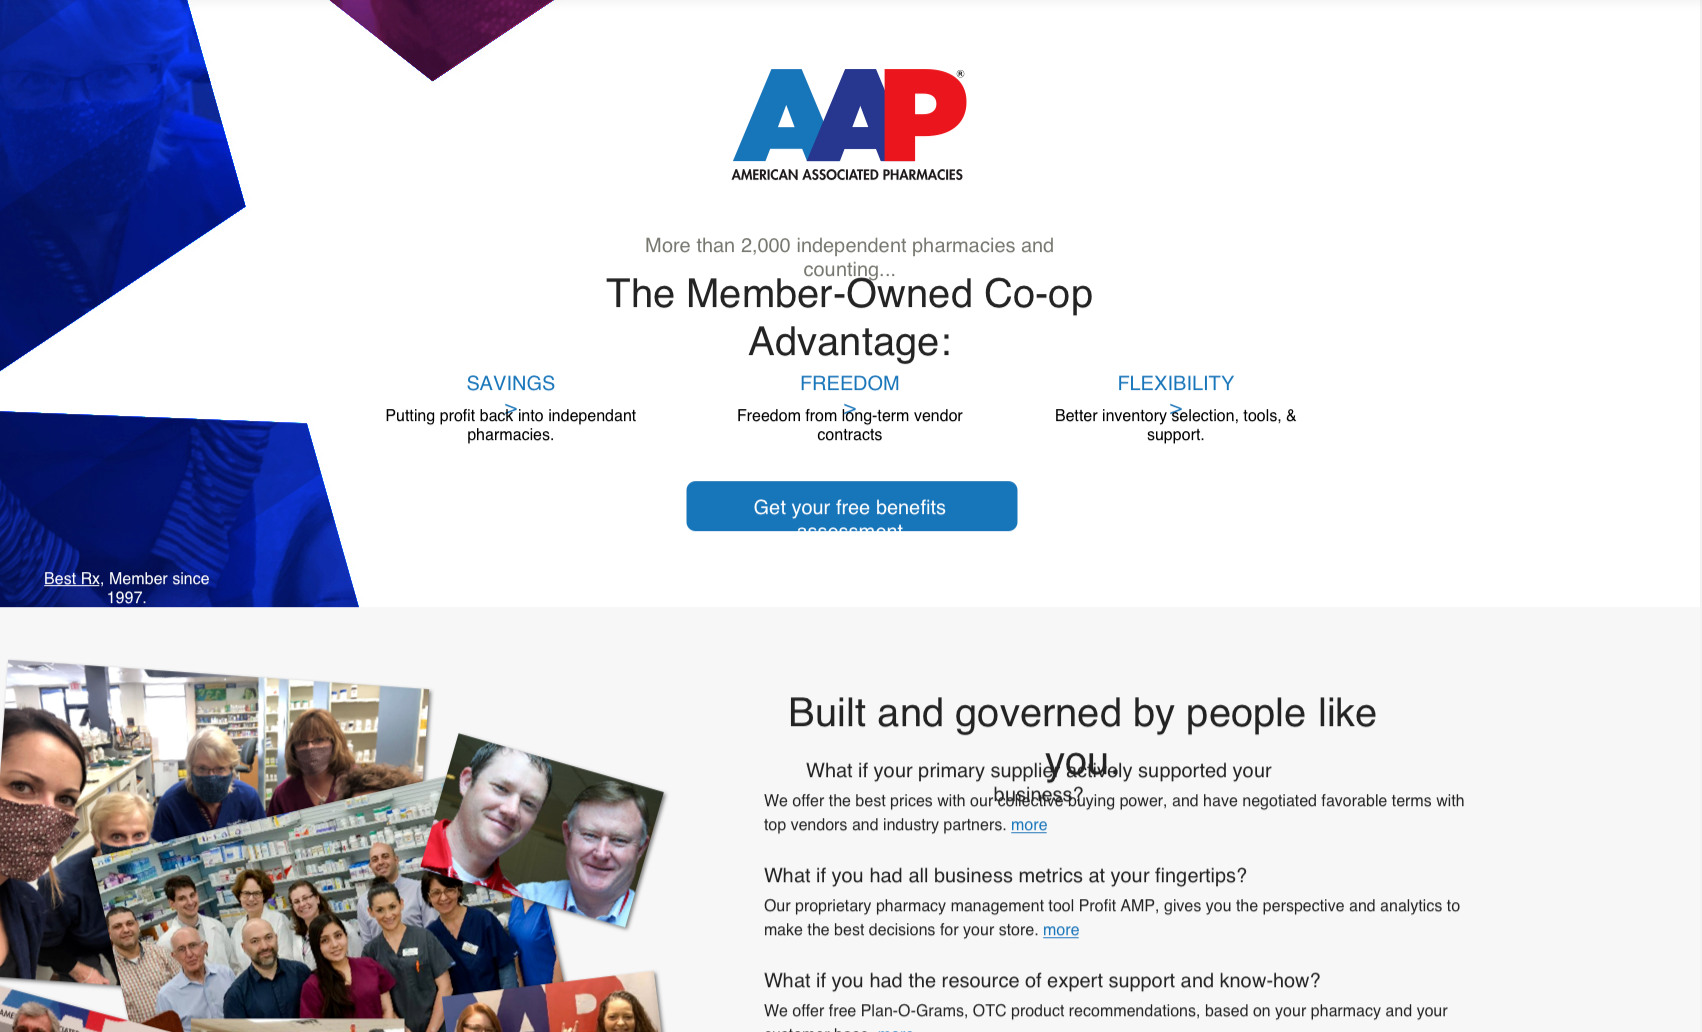 AAP®
AMERICAN ASSOCIATED PHARMACIES
More than 2,000 independent pharmacies and
counting...
The Member-Owned Co-op
Advantage:
SAVINGS
>
Putting profit back into independant
pharmacies.
FREEDOM
>
Freedom from long-term vendor
contracts
FLEXIBILITY
>
Better inventory selection, tools, &
support.
Get your free benefits
assessment
Best Rx, Member since
1997.
Built and governed by people like
you.
What if your primary supplier actively supported your
business?
We offer the best prices with our collective buying power, and have negotiated favorable terms with
top vendors and industry partners. more
What if you had all business metrics at your fingertips?
Our proprietary pharmacy management tool Profit AMP, gives you the perspective and analytics to
make the best decisions for your store. more
What if you had the resource of expert support and know-how?
We offer free Plan-O-Grams, OTC product recommendations, based on your pharmacy and your
customer base. more